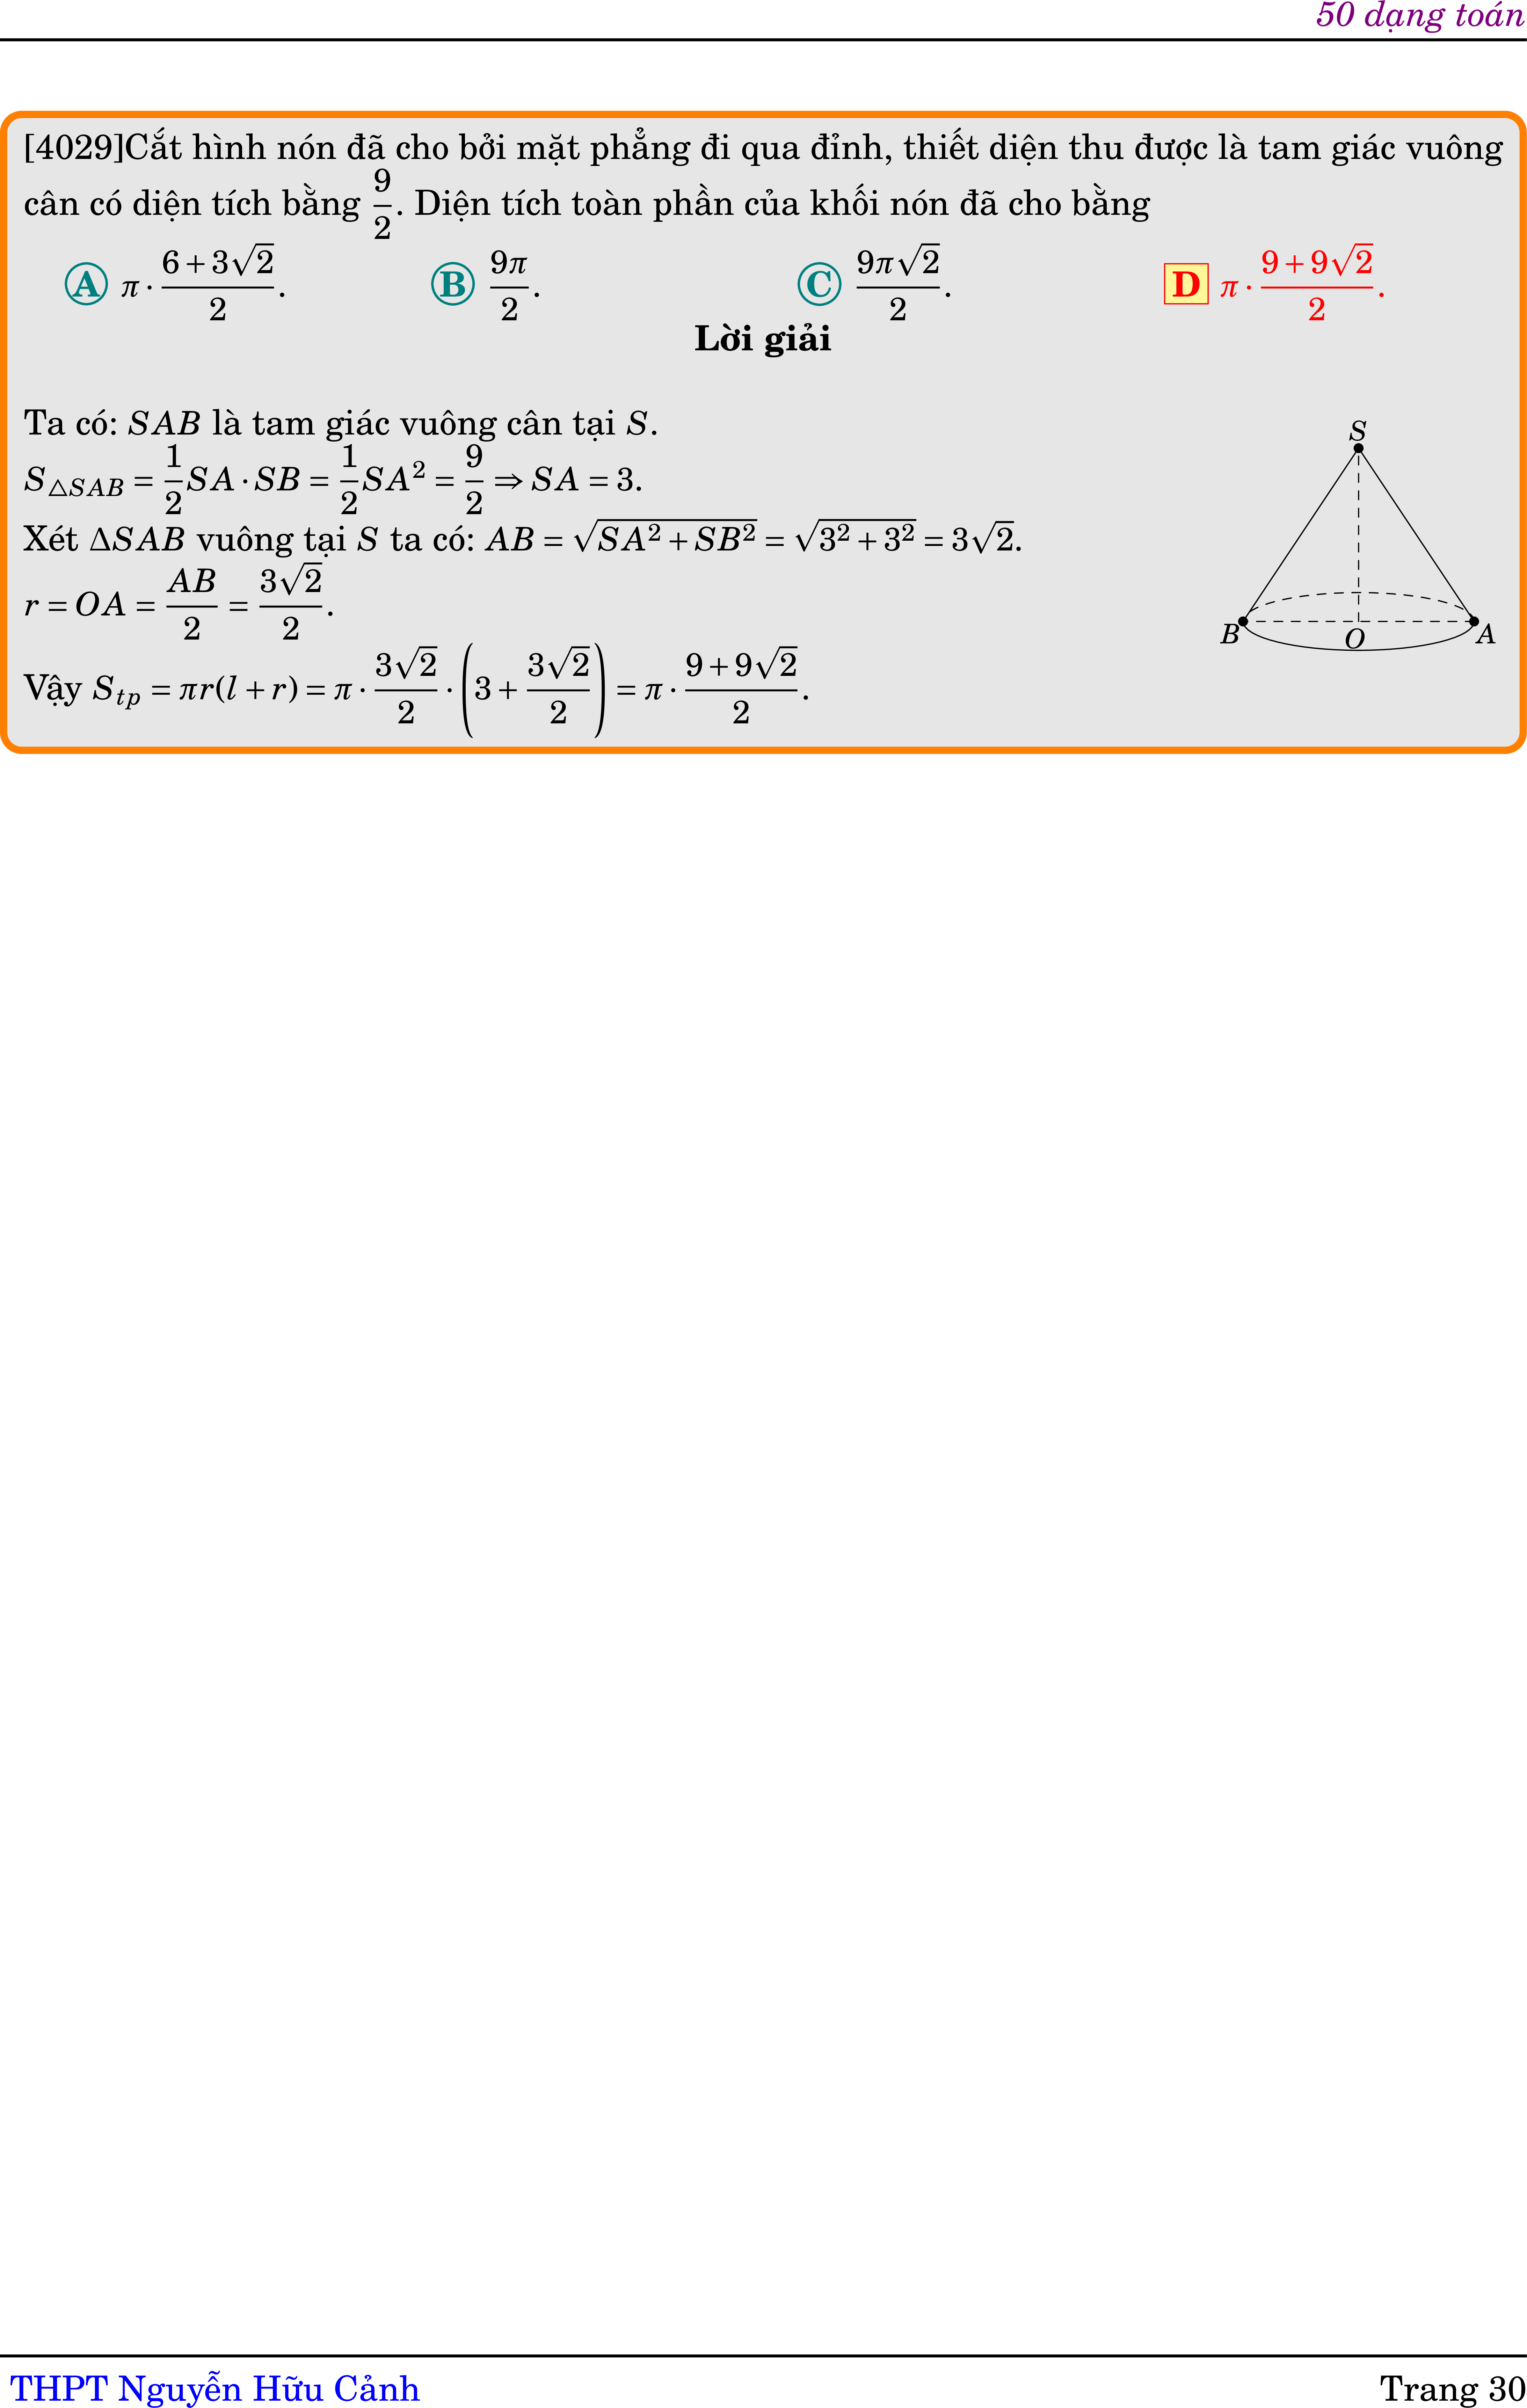 50 dạng toán
[4029]Cắt hình nón đã cho bởi mặt phẳng đi qua đỉnh, thiết diện thu được là tam giác vuông
cân có diện tích bằng $\frac{9}{2}$. Diện tích toàn phần của khối nón đã cho bằng
A $\pi \cdot \frac{6+3\sqrt{2}}{2}$. B $\frac{9\pi}{2}$. C $\frac{9\pi\sqrt{2}}{2}$. D $\pi \cdot \frac{9+9\sqrt{2}}{2}$.
Lời giải
Ta có: $SAB$ là tam giác vuông cân tại $S$.
$S_{\triangle SAB} = \frac{1}{2}SA \cdot SB = \frac{1}{2}SA^2 = \frac{9}{2} \Rightarrow SA = 3$.
Xét $\Delta SAB$ vuông tại $S$ ta có: $AB = \sqrt{SA^2+SB^2} = \sqrt{3^2+3^2} = 3\sqrt{2}$.
$r = OA = \frac{AB}{2} = \frac{3\sqrt{2}}{2}$.
Vậy $S_{tp} = \pi r(l+r) = \pi \cdot \frac{3\sqrt{2}}{2} \cdot \left(3+\frac{3\sqrt{2}}{2}\right) = \pi \cdot \frac{9+9\sqrt{2}}{2}$.
S
B O A
THPT Nguyễn Hữu Cảnh Trang 30